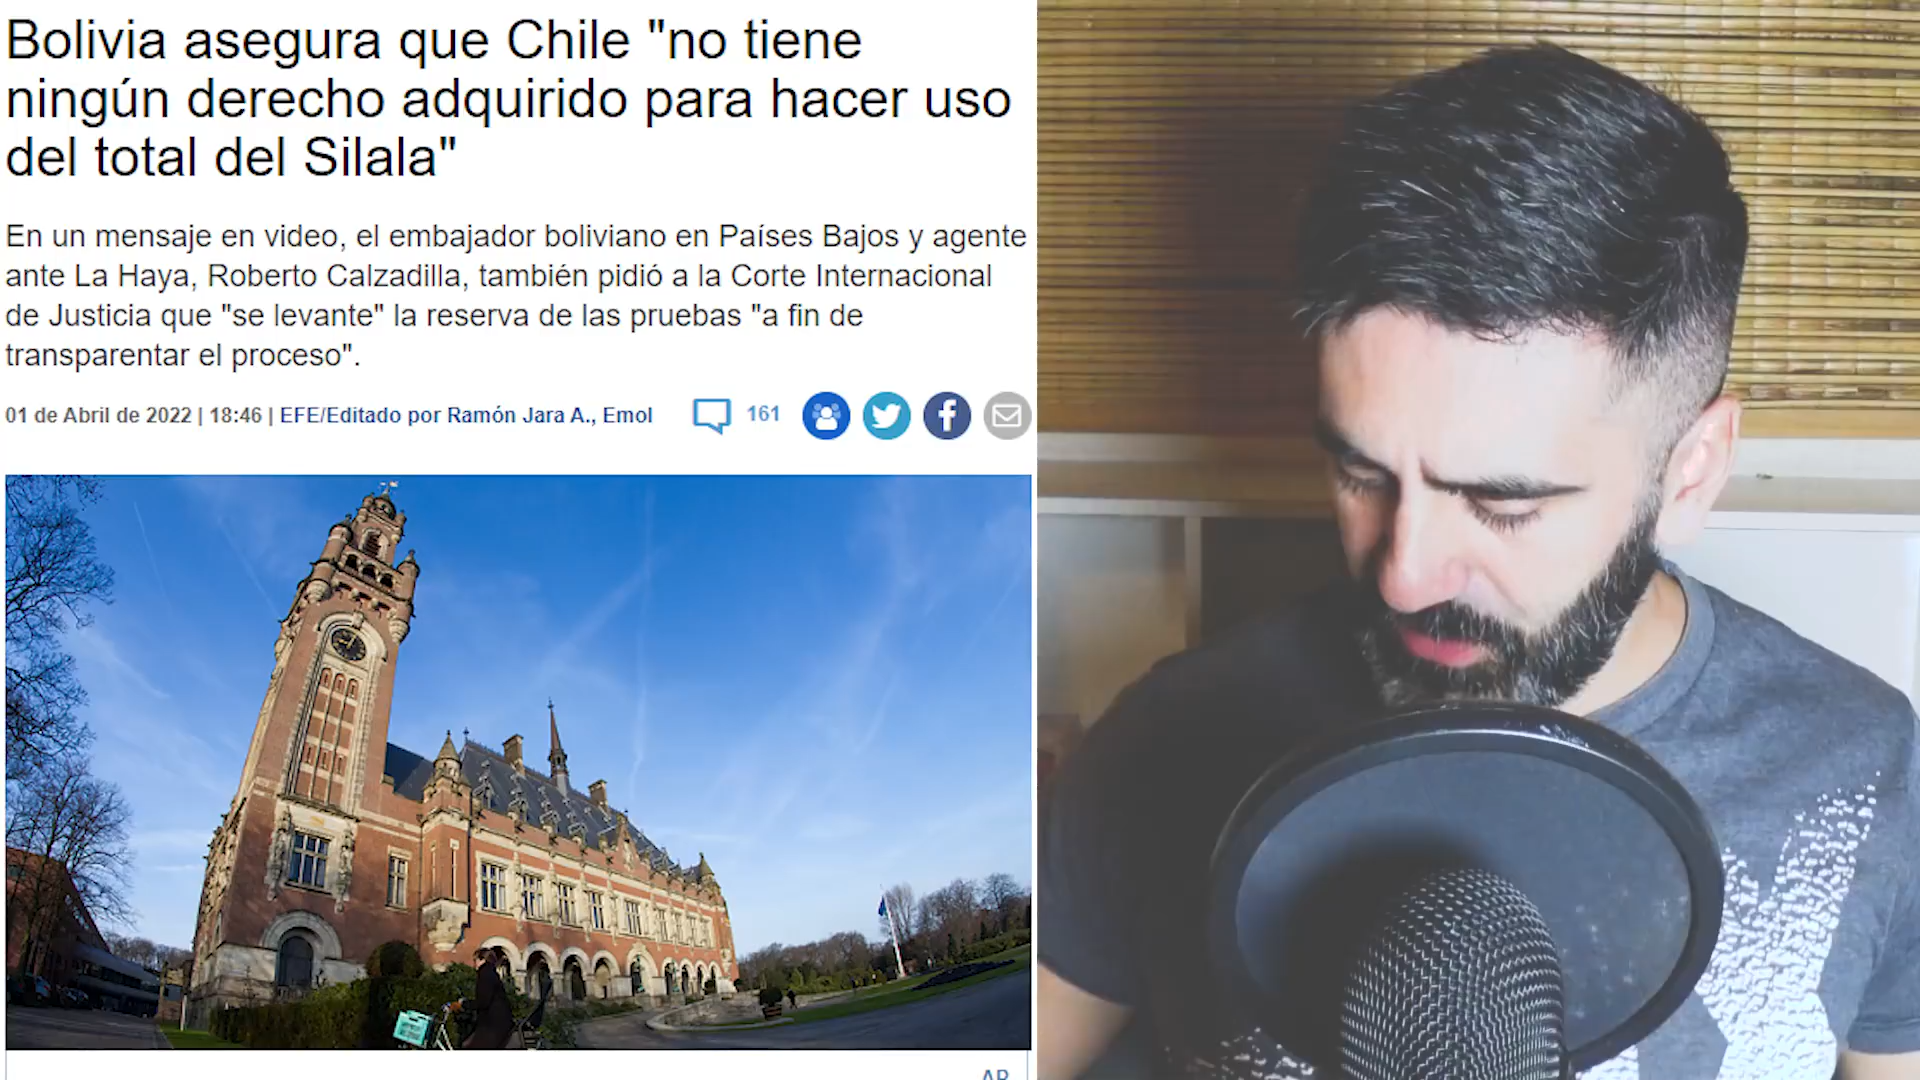 Bolivia asegura que Chile "no tiene
ningún derecho adquirido para hacer uso
del total del Silala"
En un mensaje en video, el embajador boliviano en Países Bajos y agente
ante La Haya, Roberto Calzadilla, también pidió a la Corte Internacional
de Justicia que "se levante" la reserva de las pruebas "a fin de
transparentar el proceso".
01 de Abril de 2022 | 18:46 | EFE/Editado por Ramón Jara A., Emol 161
AP